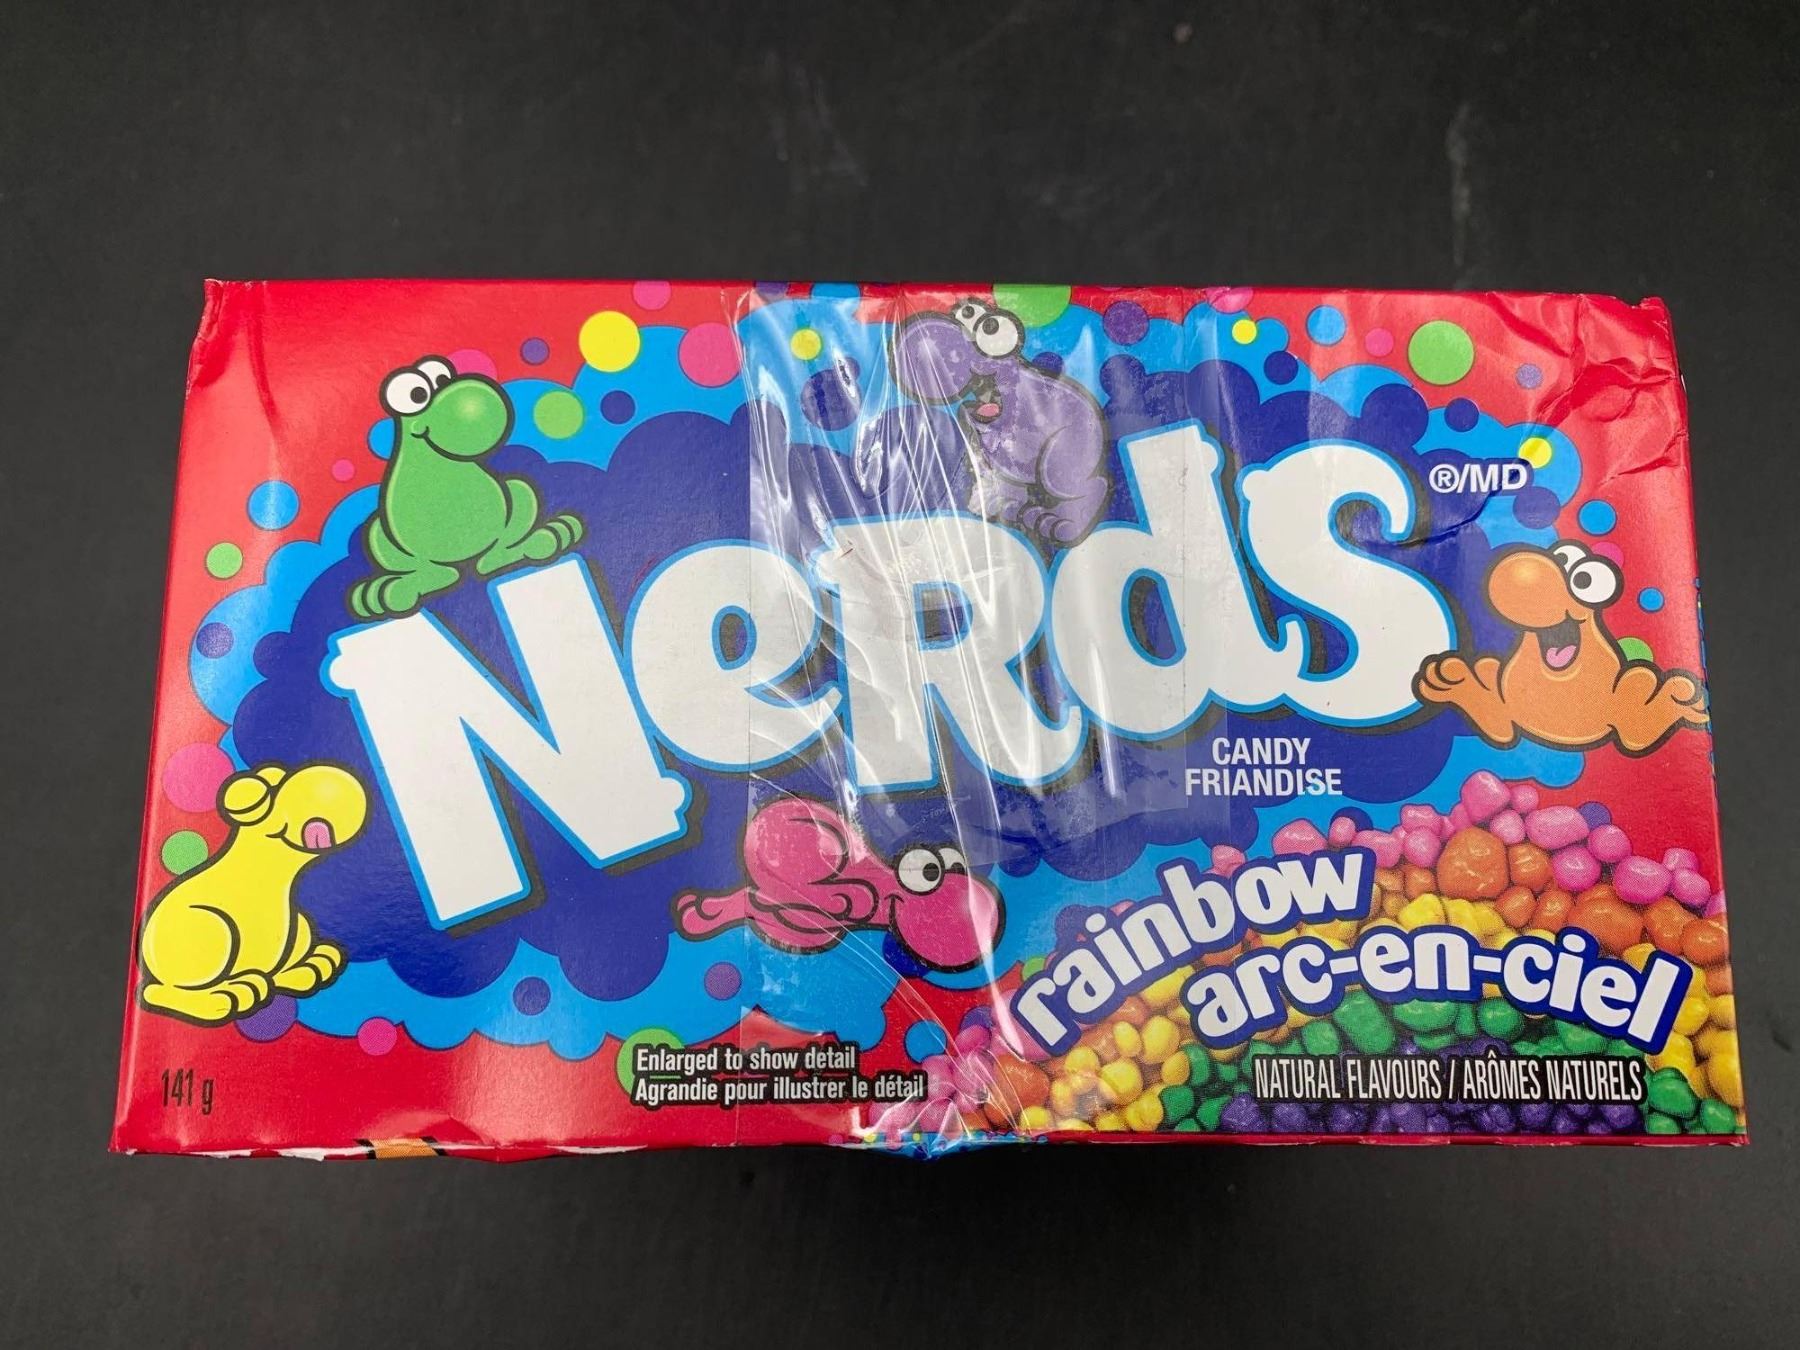 NeRdS
®/MD
CANDY
FRIANDISE
rainbow
arc-en-ciel
NATURAL FLAVOURS / ARÔMES NATURELS
Enlarged to show detail
Agrandie pour illustrer le détail
141 g